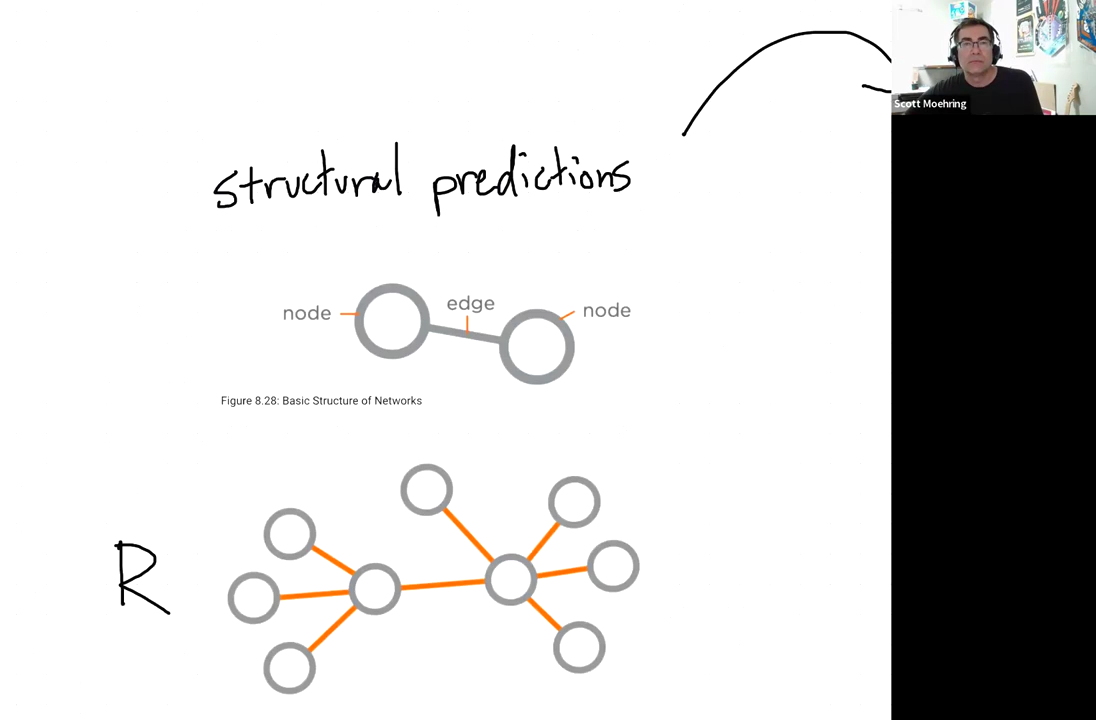 Scott Moehring
structural predictions
node
edge
node
Figure 8.28: Basic Structure of Networks
R